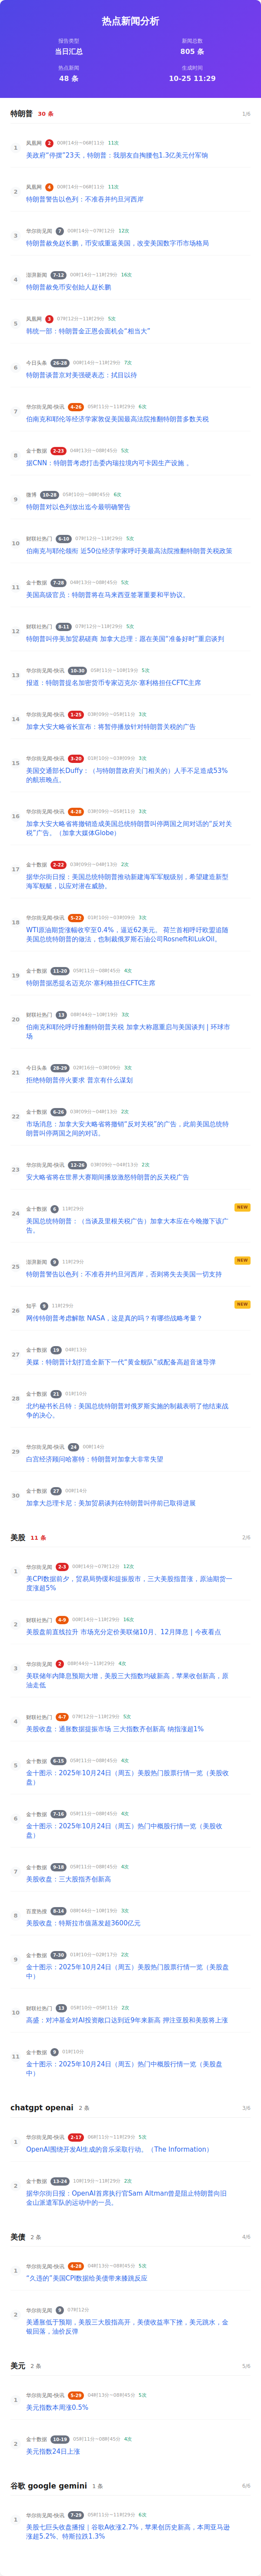 热点新闻分析
报告类型
新闻总数
当日汇总
805 条
热点新闻
生成时间
48 条
10-25 11:29
特朗普 30 条 1/6
1 凤凰网 2 00时14分~06时11分 11次
美政府“停摆”23天，特朗普：我朋友自掏腰包1.3亿美元付军饷
2 凤凰网 4 00时14分~06时11分 11次
特朗普警告以色列：不准吞并约旦河西岸
3 华尔街见闻 7 00时14分~07时12分 12次
特朗普赦免赵长鹏，币安或重返美国，改变美国数字市场格局
4 澎湃新闻 7-12 00时14分~11时29分 16次
特朗普赦免币安创始人赵长鹏
5 凤凰网 3 07时12分~11时29分 5次
韩统一部：特朗普金正恩会面机会“相当大”
6 今日头条 26-28 00时14分~11时29分 7次
特朗普谈普京对美强硬表态：拭目以待
7 华尔街见闻-快讯 4-26 05时11分~11时29分 6次
伯南克和耶伦等经济学家敦促美国最高法院推翻特朗普多数关税
8 金十数据 2-23 04时13分~08时45分 5次
据CNN：特朗普考虑打击委内瑞拉境内可卡因生产设施 。
9 微博 10-28 05时10分~08时45分 6次
特朗普对以色列放出迄今最明确警告
10 财联社热门 6-10 07时12分~11时29分 5次
伯南克与耶伦领衔 近50位经济学家呼吁美最高法院推翻特朗普关税政策
11 金十数据 7-28 04时13分~08时45分 5次
美国高级官员：特朗普将在马来西亚签署重要和平协议。
12 财联社热门 8-11 07时12分~11时29分 5次
特朗普叫停美加贸易磋商 加拿大总理：愿在美国“准备好时”重启谈判
13 华尔街见闻-快讯 10-30 05时11分~10时19分 5次
报道：特朗普提名加密货币专家迈克尔·塞利格担任CFTC主席
14 华尔街见闻-快讯 1-25 03时09分~05时11分 3次
加拿大安大略省长宣布：将暂停播放针对特朗普关税的广告
15 华尔街见闻-快讯 3-20 01时10分~03时09分 3次
美国交通部长Duffy：（与特朗普政府关门相关的）人手不足造成53%
的航班晚点。
16 华尔街见闻-快讯 4-28 03时09分~05时11分 3次
加拿大安大略省将撤销造成美国总统特朗普叫停两国之间对话的“反对关
税”广告。（加拿大媒体Globe）
17 金十数据 2-22 03时09分~04时13分 2次
据华尔街日报：美国总统特朗普推动新建海军军舰级别，希望建造新型
海军舰艇，以应对潜在威胁。
18 华尔街见闻-快讯 5-22 01时10分~03时09分 3次
WTI原油期货涨幅收窄至0.4%，逼近62美元。 荷兰首相呼吁欧盟追随
美国总统特朗普的做法，也制裁俄罗斯石油公司Rosneft和LukOil。
19 金十数据 11-20 05时11分~08时45分 4次
特朗普据悉提名迈克尔·塞利格担任CFTC主席
20 财联社热门 13 08时44分~10时19分 3次
伯南克和耶伦呼吁推翻特朗普关税 加拿大称愿重启与美国谈判 | 环球市
场
21 今日头条 28-29 02时16分~03时09分 3次
拒绝特朗普停火要求 普京有什么谋划
22 金十数据 6-26 03时09分~04时13分 2次
市场消息：加拿大安大略省将撤销“反对关税”的广告，此前美国总统特
朗普叫停两国之间的对话。
23 华尔街见闻-快讯 12-26 03时09分~04时13分 2次
安大略省将在世界大赛期间播放激怒特朗普的反关税广告
24 金十数据 6 11时29分 NEW
美国总统特朗普：（当谈及里根关税广告）加拿大本应在今晚撤下该广
告。
25 澎湃新闻 9 11时29分 NEW
特朗普警告以色列：不准吞并约旦河西岸，否则将失去美国一切支持
26 知乎 9 11时29分 NEW
网传特朗普考虑解散 NASA，这是真的吗？有哪些战略考量？
27 金十数据 19 04时13分
美媒：特朗普计划打造全新下一代“黄金舰队”或配备高超音速导弹
28 金十数据 21 01时10分
北约秘书长吕特：美国总统特朗普对俄罗斯实施的制裁表明了他结束战
争的决心。
29 华尔街见闻-快讯 24 00时14分
白宫经济顾问哈塞特：特朗普对加拿大非常失望
30 金十数据 27 00时14分
加拿大总理卡尼：美加贸易谈判在特朗普叫停前已取得进展
美股 11 条 2/6
1 华尔街见闻 2-3 00时14分~07时12分 12次
美CPI数据前夕，贸易局势缓和提振股市，三大美股指普涨，原油期货一
度涨超5%
2 财联社热门 4-9 00时14分~11时29分 16次
美股盘前直线拉升 市场充分定价美联储10月、12月降息 | 今夜看点
3 华尔街见闻 2 08时44分~11时29分 4次
美联储年内降息预期大增，美股三大指数均破新高，苹果收创新高，原
油走低
4 财联社热门 4-7 07时12分~11时29分 5次
美股收盘：通胀数据提振市场 三大指数齐创新高 纳指涨超1%
5 金十数据 6-15 05时11分~08时45分 4次
金十图示：2025年10月24日（周五）美股热门股票行情一览（美股收
盘）
6 金十数据 7-16 05时11分~08时45分 4次
金十图示：2025年10月24日（周五）热门中概股行情一览（美股收
盘）
7 金十数据 9-18 05时11分~08时45分 4次
美股收盘：三大股指齐创新高
8 百度热搜 8-14 08时44分~10时19分 3次
美股收盘：特斯拉市值蒸发超3600亿元
9 金十数据 7-30 01时10分~02时17分 2次
金十图示：2025年10月24日（周五）美股热门股票行情一览（美股盘
中）
10 财联社热门 13 05时10分~05时11分 2次
高盛：对冲基金对AI投资敞口达到近9年来新高 押注亚股和美股将上涨
11 金十数据 9 01时10分
金十图示：2025年10月24日（周五）热门中概股行情一览（美股盘
中）
chatgpt openai 2 条 3/6
1 华尔街见闻-快讯 2-17 06时11分~11时29分 5次
OpenAI围绕开发AI生成的音乐采取行动。（The Information）
2 金十数据 13-24 10时19分~11时29分 2次
据华尔街日报：OpenAI首席执行官Sam Altman曾是阻止特朗普向旧
金山派遣军队的运动中的一员。
美债 2 条 4/6
1 华尔街见闻-快讯 4-28 04时13分~08时45分 5次
“久违的”美国CPI数据给美债带来膝跳反应
2 华尔街见闻 9 07时12分
美通胀低于预期，美股三大股指高开，美债收益率下挫，美元跳水，金
银回落，油价反弹
美元 2 条 5/6
1 华尔街见闻-快讯 5-29 04时13分~08时45分 5次
美元指数本周涨0.5%
2 金十数据 10-19 05时11分~08时45分 4次
美元指数24日上涨
谷歌 google gemini 1 条 6/6
1 华尔街见闻-快讯 7-29 05时11分~11时29分 6次
美股七巨头收盘播报｜谷歌A收涨2.7%，苹果创历史新高，本周亚马逊
涨超5.2%、特斯拉跌1.3%